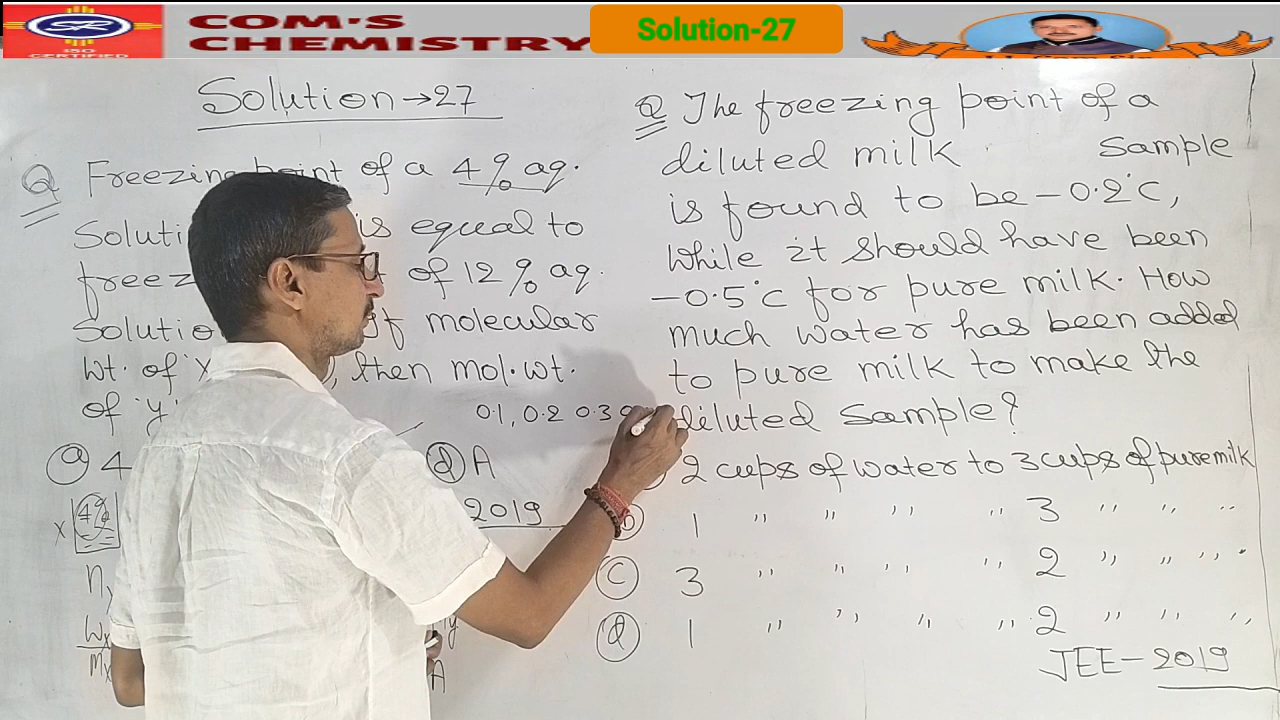 COM'S
CHEMISTRY
ISO
CERTIFIED
Solution-27
Solution→27
Q Freezing point of a 4% aq.
Soluti is equal to
freez of 12% aq.
Solutio If molecular
wt. of 'X , then mol.wt.
of 'y'
0.1, 0.2 0.3
ⓐ 4
ⓓ A
2019
X
4%
A
Q The freezing point of a
diluted milk Sample
is found to be -0.2°C,
While it should have been
-0.5°C for pure milk. How
much water has been added
to pure milk to make the
diluted sample?
2 cups of water to 3 cups of pure milk
ⓑ 1 " " " " 3 " " "
ⓒ 3 " " " " 2 " " "
ⓓ 1 " " " " 2 " " "
JEE-2019